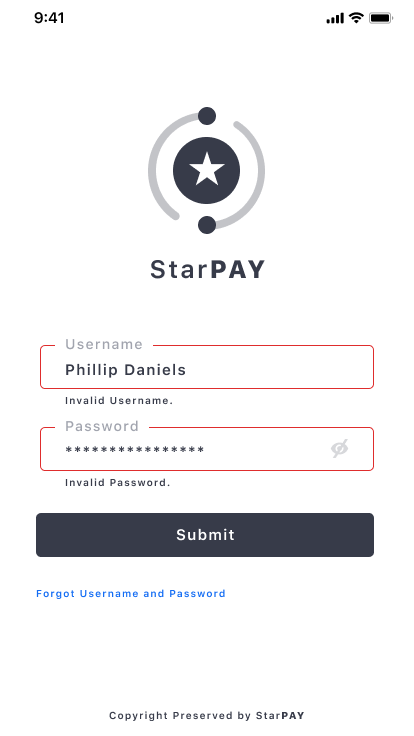 9:41
StarPAY
Username
Phillip Daniels
Invalid Username.
Password
****************
Invalid Password.
Submit
Forgot Username and Password
Copyright Preserved by StarPAY